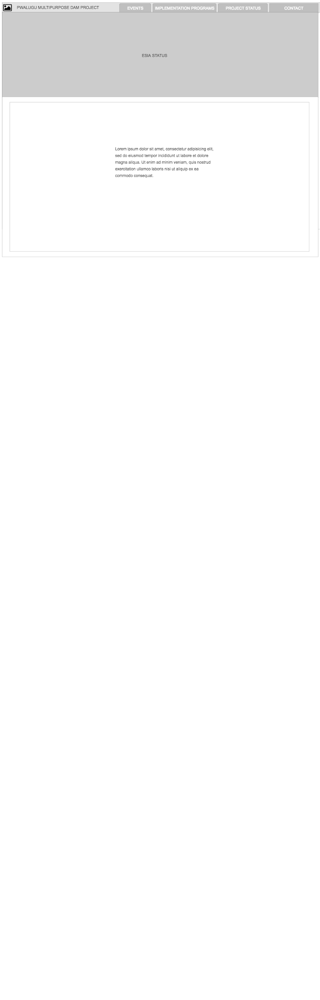 PWALUGU MULTIPURPOSE DAM PROJECT
EVENTS
IMPLEMENTATION PROGRAMS
PROJECT STATUS
CONTACT
ESIA STATUS
Lorem ipsum dolor sit amet, consectetur adipisicing elit,
sed do eiusmod tempor incididunt ut labore et dolore
magna aliqua. Ut enim ad minim veniam, quis nostrud
exercitation ullamco laboris nisi ut aliquip ex ea
commodo consequat.